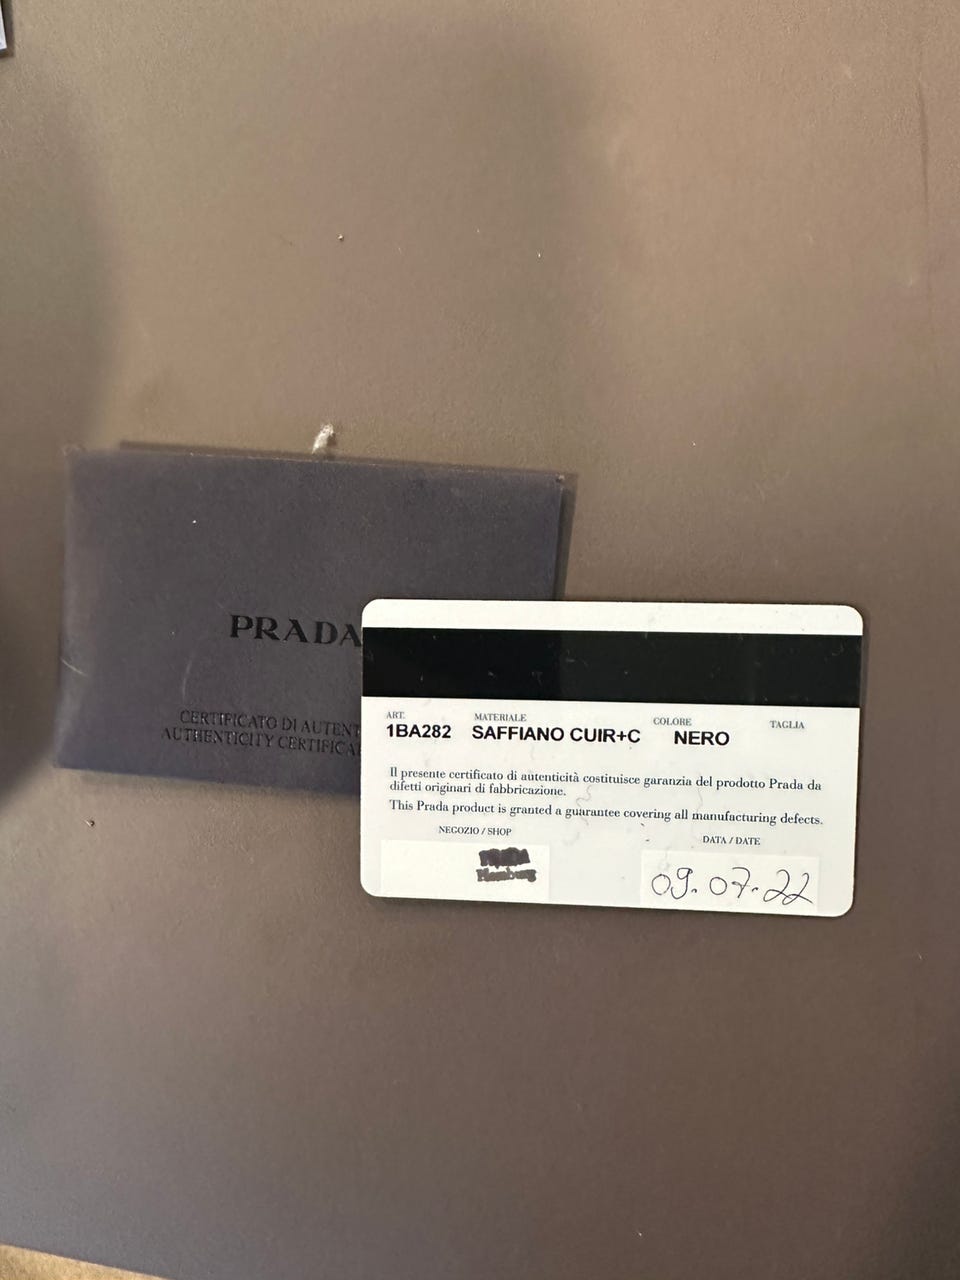 PRADA
CERTIFICATO DI AUTENT
AUTHENTICITY CERTIFICA
ART. MATERIALE COLORE TAGLIA
1BA282 SAFFIANO CUIR+C NERO
Il presente certificato di autenticità costituisce garanzia del prodotto Prada da
difetti originari di fabbricazione.
This Prada product is granted a guarantee covering all manufacturing defects.
NEGOZIO / SHOP DATA / DATE
PRADA
Hamburg
09.07.22